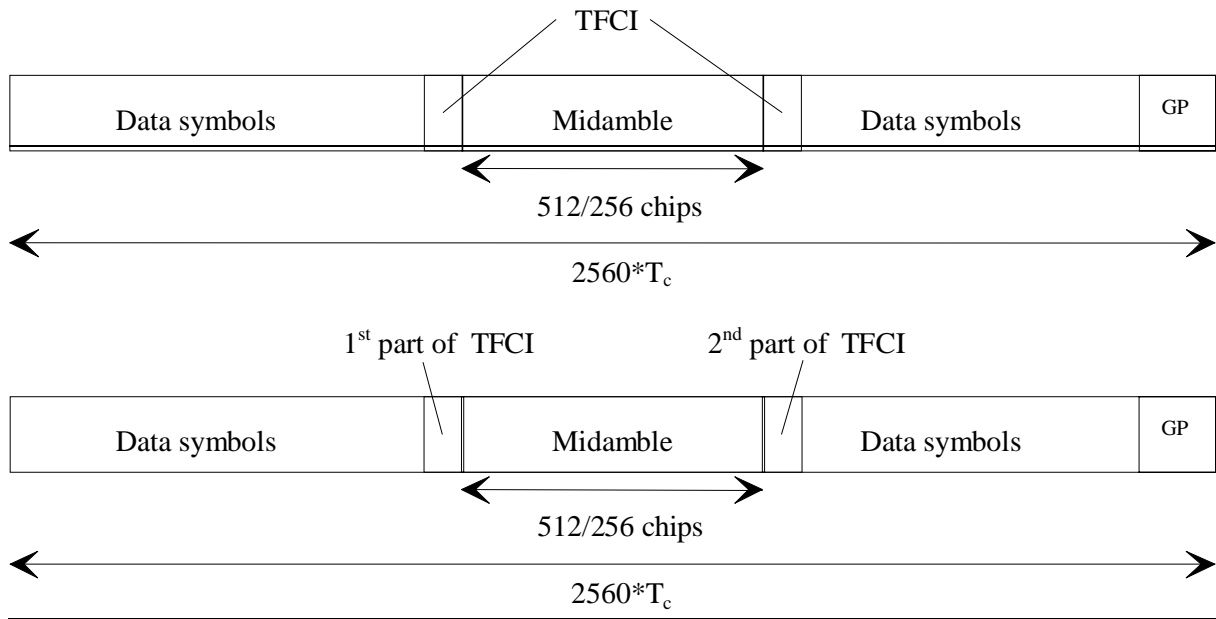 TFCI
Data symbols Midamble Data symbols GP
512/256 chips
2560*Tc
1st part of TFCI 2nd part of TFCI
Data symbols Midamble Data symbols GP
512/256 chips
2560*Tc